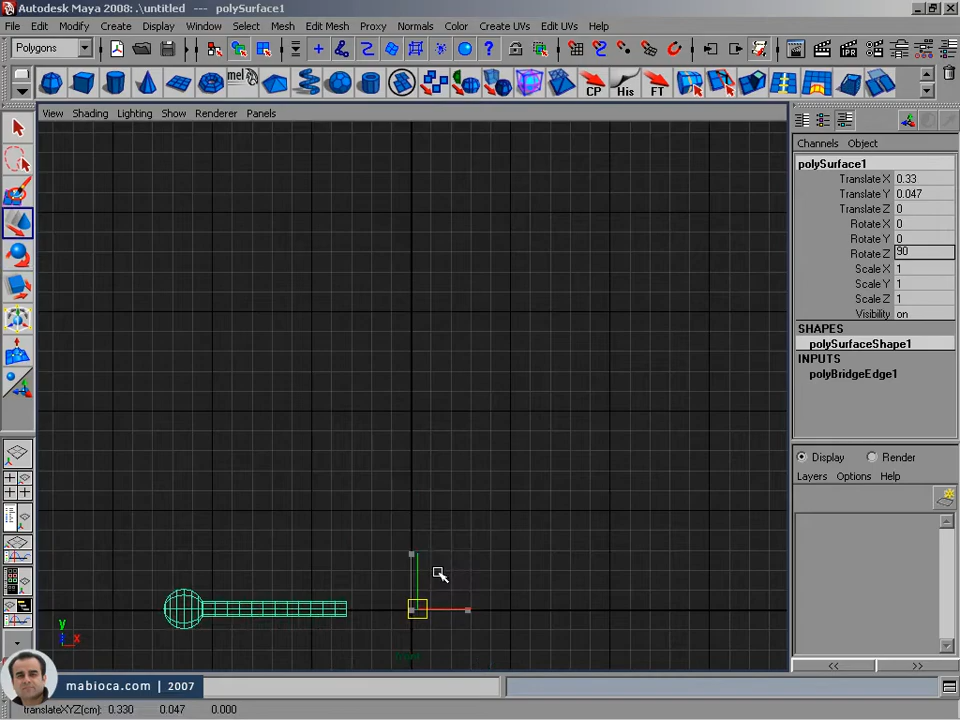 Autodesk Maya 2008: .\untitled --- polySurface1
File Edit Modify Create Display Window Select Mesh Edit Mesh Proxy Normals Color Create UVs Edit UVs Help
Polygons
mel
CP His FT
View Shading Lighting Show Renderer Panels
Channels Object
polySurface1
Translate X 0.33
Translate Y 0.047
Translate Z 0
Rotate X 0
Rotate Y 0
Rotate Z 90
Scale X 1
Scale Y 1
Scale Z 1
Visibility on
SHAPES
polySurfaceShape1
INPUTS
polyBridgeEdge1
Display Render
Layers Options Help
y
z x
mabioca.com | 2007
<< >>
translateXYZ(cm): 0.330 0.047 0.000